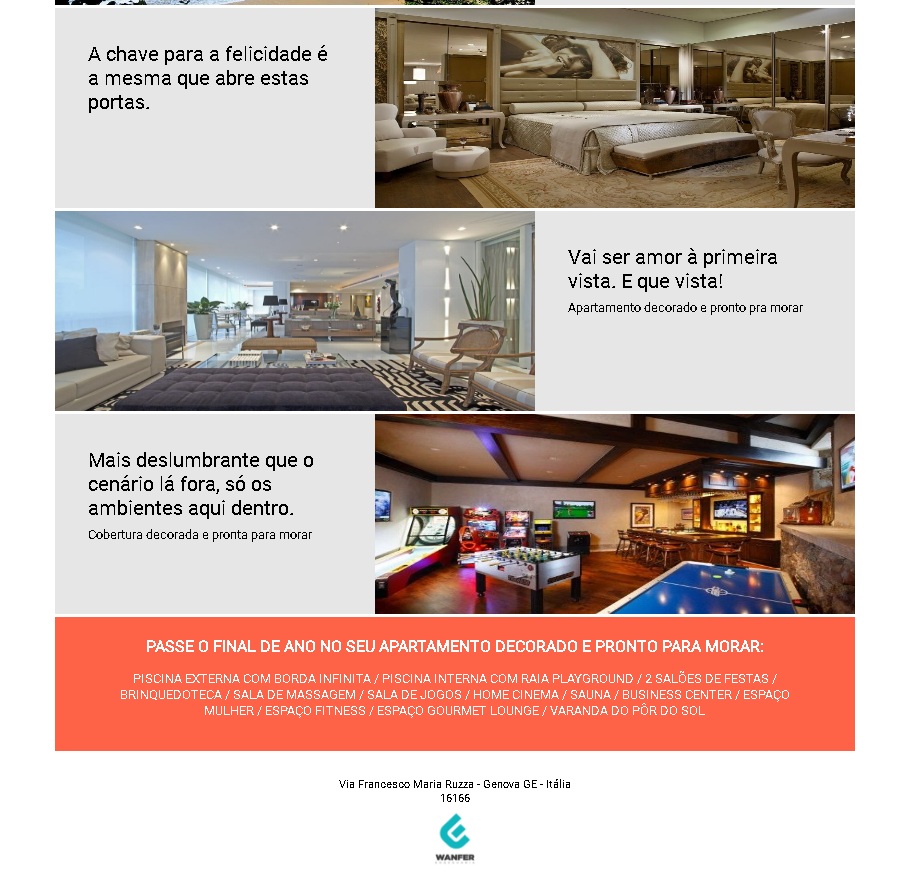 A chave para a felicidade é
a mesma que abre estas
portas.
Vai ser amor à primeira
vista. E que vista!
Apartamento decorado e pronto pra morar
Mais deslumbrante que o
cenário lá fora, só os
ambientes aqui dentro.
Cobertura decorada e pronta para morar
PASSE O FINAL DE ANO NO SEU APARTAMENTO DECORADO E PRONTO PARA MORAR:
PISCINA EXTERNA COM BORDA INFINITA / PISCINA INTERNA COM RAIA PLAYGROUND / 2 SALÕES DE FESTAS /
BRINQUEDOTECA / SALA DE MASSAGEM / SALA DE JOGOS / HOME CINEMA / SAUNA / BUSINESS CENTER / ESPAÇO
MULHER / ESPAÇO FITNESS / ESPAÇO GOURMET LOUNGE / VARANDA DO PÔR DO SOL
Via Francesco Maria Ruzza - Genova GE - Itália
16166
WANFER